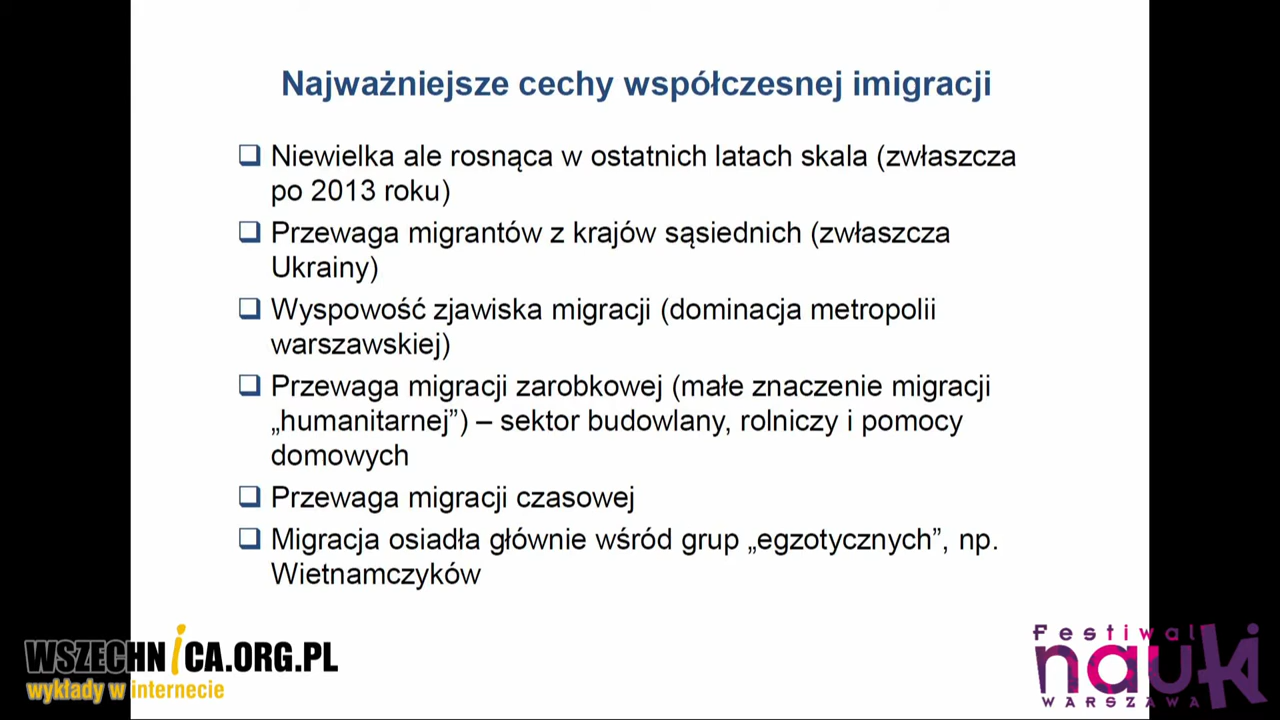 Najważniejsze cechy współczesnej imigracji
Niewielka ale rosnąca w ostatnich latach skala (zwłaszcza
po 2013 roku)
Przewaga migrantów z krajów sąsiednich (zwłaszcza
Ukrainy)
Wyspowość zjawiska migracji (dominacja metropolii
warszawskiej)
Przewaga migracji zarobkowej (małe znaczenie migracji
„humanitarnej”) – sektor budowlany, rolniczy i pomocy
domowych
Przewaga migracji czasowej
Migracja osiadła głównie wśród grup „egzotycznych”, np.
Wietnamczyków
WSZECHNiCA.ORG.PL
wykłady w internecie
Festiwal
nauki
WARSZAWA